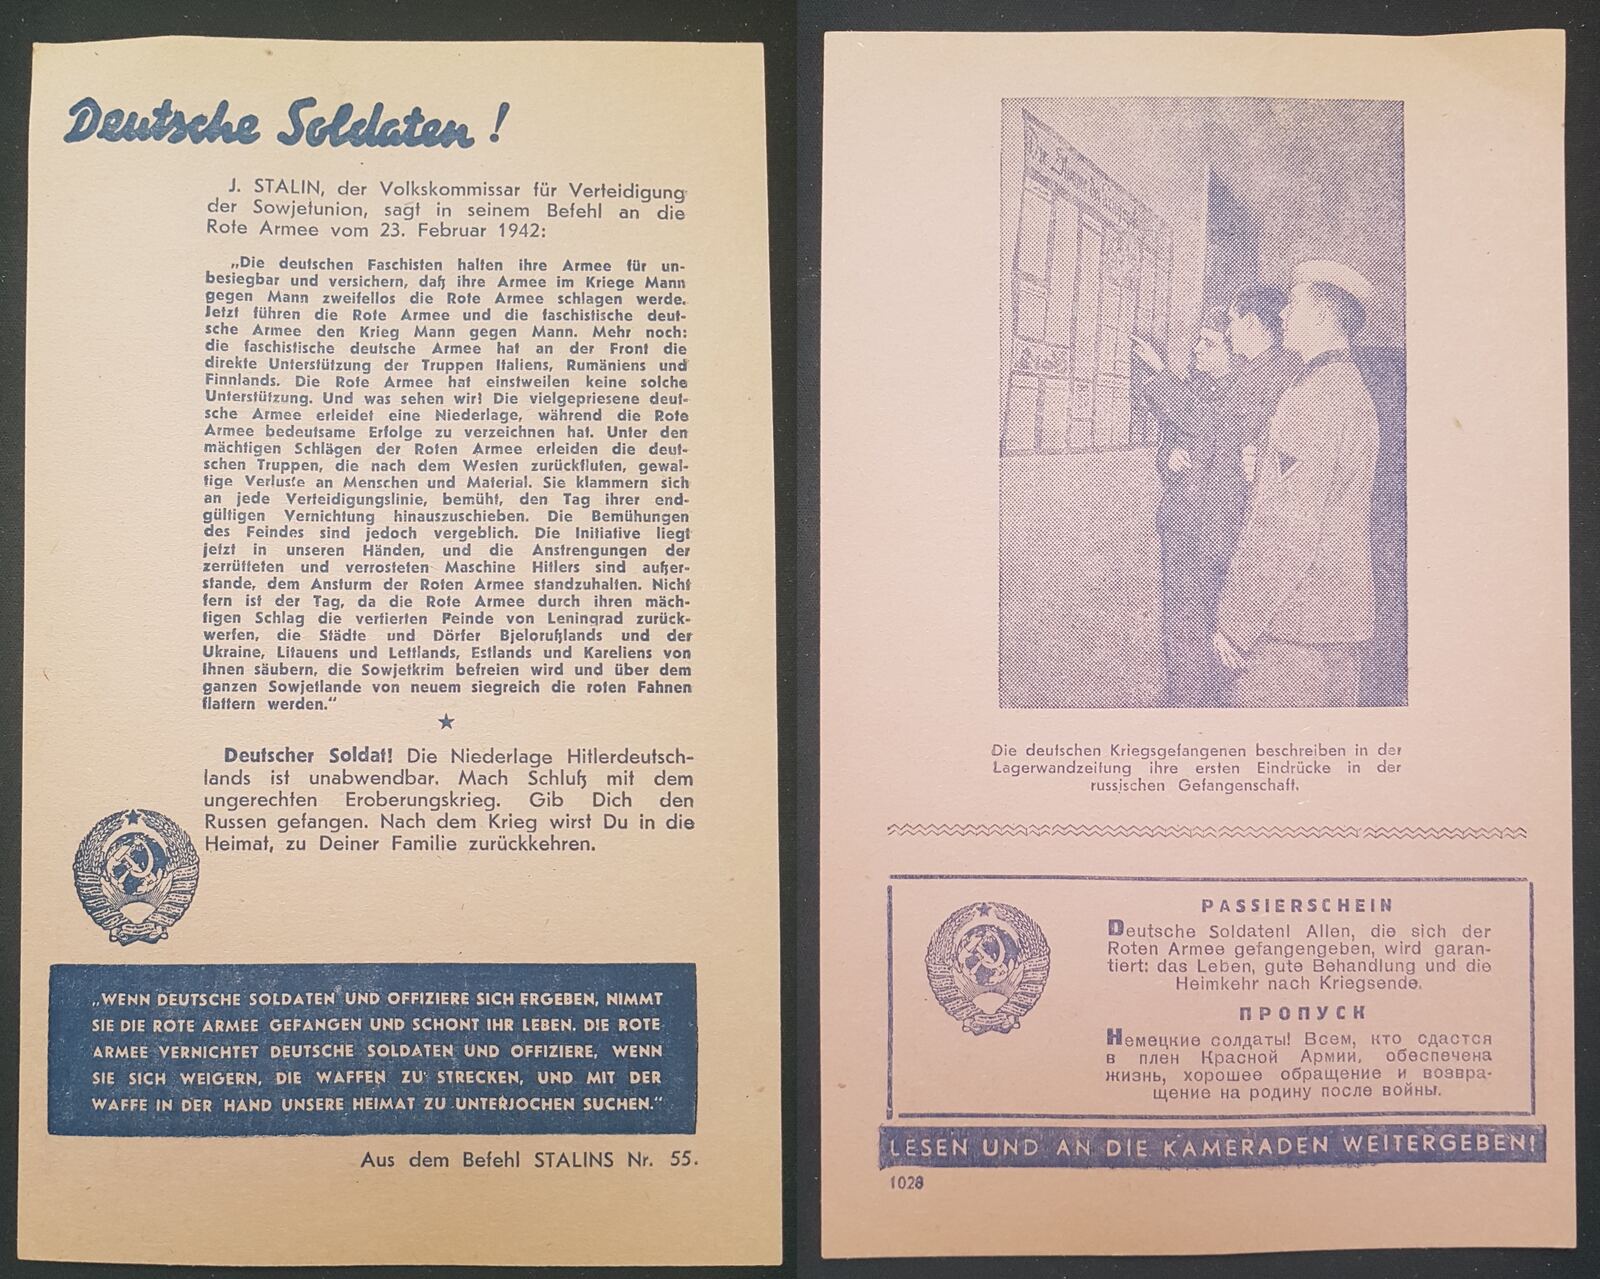 Deutsche Soldaten!
J. STALIN, der Volkskommissar für Verteidigung
der Sowjetunion, sagt in seinem Befehl an die
Rote Armee vom 23. Februar 1942:
„Die deutschen Faschisten halten ihre Armee für un-
besiegbar und versichern, daß ihre Armee im Kriege Mann
gegen Mann zweifellos die Rote Armee schlagen werde.
Jetzt führen die Rote Armee und die faschistische deut-
sche Armee den Krieg Mann gegen Mann. Mehr noch:
die faschistische deutsche Armee hat an der Front die
direkte Unterstützung der Truppen Italiens, Rumäniens und
Finnlands. Die Rote Armee hat einstweilen keine solche
Unterstützung. Und was sehen wir! Die vielgepriesene deut-
sche Armee erleidet eine Niederlage, während die Rote
Armee bedeutsame Erfolge zu verzeichnen hat. Unter den
mächtigen Schlägen der Roten Armee erleiden die deut-
schen Truppen, die nach dem Westen zurückfluten, gewal-
tige Verluste an Menschen und Material. Sie klammern sich
an jede Verteidigungslinie, bemüht, den Tag ihrer end-
gültigen Vernichtung hinauszuschieben. Die Bemühungen
des Feindes sind jedoch vergeblich. Die Initiative liegt
jetzt in unseren Händen, und die Anstrengungen der
zerrütteten und verrosteten Maschine Hitlers sind außer-
stande, dem Ansturm der Roten Armee standzuhalten. Nicht
fern ist der Tag, da die Rote Armee durch ihren mäch-
tigen Schlag die vertierten Feinde von Leningrad zurück-
werfen, die Städte und Dörfer Bjelorußlands und der
Ukraine, Litauens und Lettlands, Estlands und Kareliens von
ihnen säubern, die Sowjetkrim befreien wird und über dem
ganzen Sowjetlande von neuem siegreich die roten Fahnen
flattern werden."
Deutscher Soldat! Die Niederlage Hitlerdeutsch-
lands ist unabwendbar. Mach Schluß mit dem
ungerechten Eroberungskrieg. Gib Dich den
Russen gefangen. Nach dem Krieg wirst Du in die
Heimat, zu Deiner Familie zurückkehren.
„WENN DEUTSCHE SOLDATEN UND OFFIZIERE SICH ERGEBEN, NIMMT
SIE DIE ROTE ARMEE GEFANGEN UND SCHONT IHR LEBEN. DIE ROTE
ARMEE VERNICHTET DEUTSCHE SOLDATEN UND OFFIZIERE, WENN
SIE SICH WEIGERN, DIE WAFFEN ZU STRECKEN, UND MIT DER
WAFFE IN DER HAND UNSERE HEIMAT ZU UNTERJOCHEN SUCHEN."
Aus dem Befehl STALINS Nr. 55.
Die deutschen Kriegsgefangenen beschreiben in der
Lagerwandzeitung ihre ersten Eindrücke in der
russischen Gefangenschaft.
PASSIERSCHEIN
Deutsche Soldaten! Allen, die sich der
Roten Armee gefangengeben, wird garan-
tiert: das Leben, gute Behandlung und die
Heimkehr nach Kriegsende.
ПРОПУСК
Немецкие солдаты! Всем, кто сдастся
в плен Красной Армии, обеспечена
жизнь, хорошее обращение и возвра-
щение на родину после войны.
LESEN UND AN DIE KAMERADEN WEITERGEBEN!
1028